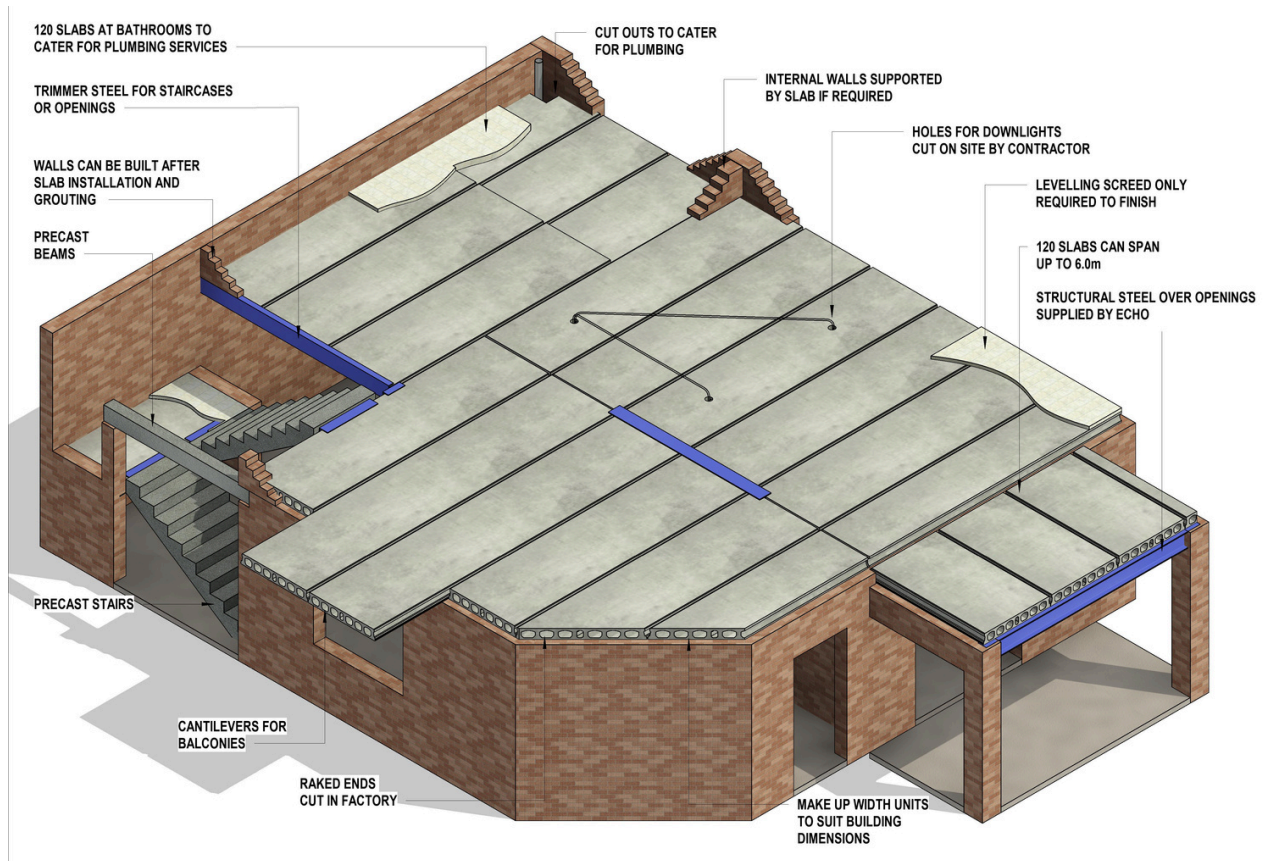 120 SLABS AT BATHROOMS TO
CATER FOR PLUMBING SERVICES
CUT OUTS TO CATER
FOR PLUMBING
TRIMMER STEEL FOR STAIRCASES
OR OPENINGS
INTERNAL WALLS SUPPORTED
BY SLAB IF REQUIRED
HOLES FOR DOWNLIGHTS
CUT ON SITE BY CONTRACTOR
WALLS CAN BE BUILT AFTER
SLAB INSTALLATION AND
GROUTING
LEVELLING SCREED ONLY
REQUIRED TO FINISH
PRECAST
BEAMS
120 SLABS CAN SPAN
UP TO 6.0m
STRUCTURAL STEEL OVER OPENINGS
SUPPLIED BY ECHO
PRECAST STAIRS
CANTILEVERS FOR
BALCONIES
RAKED ENDS
CUT IN FACTORY
MAKE UP WIDTH UNITS
TO SUIT BUILDING
DIMENSIONS